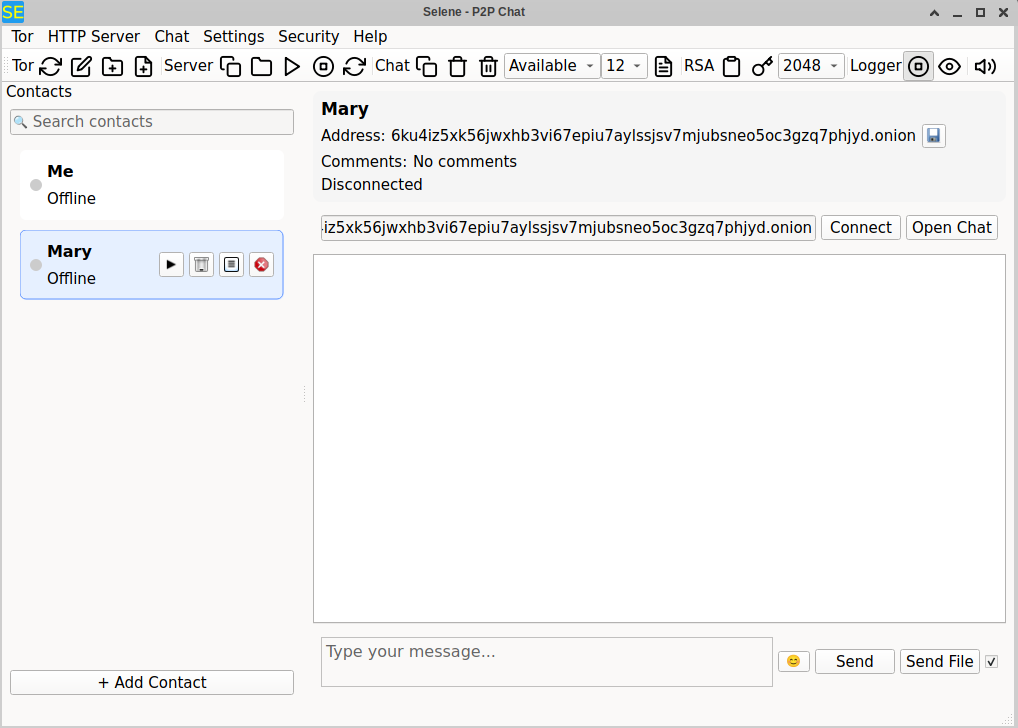 SE
Selene - P2P Chat
Tor HTTP Server Chat Settings Security Help
Tor Server Chat Available 12 RSA 2048 Logger
Contacts
Search contacts
Me
Offline
Mary
Offline
+ Add Contact
Mary
Address: 6ku4iz5xk56jwxhb3vi67epiu7aylssjsv7mjubsneo5oc3gzq7phjyd.onion
Comments: No comments
Disconnected
iz5xk56jwxhb3vi67epiu7aylssjsv7mjubsneo5oc3gzq7phjyd.onion Connect Open Chat
Type your message...
Send Send File